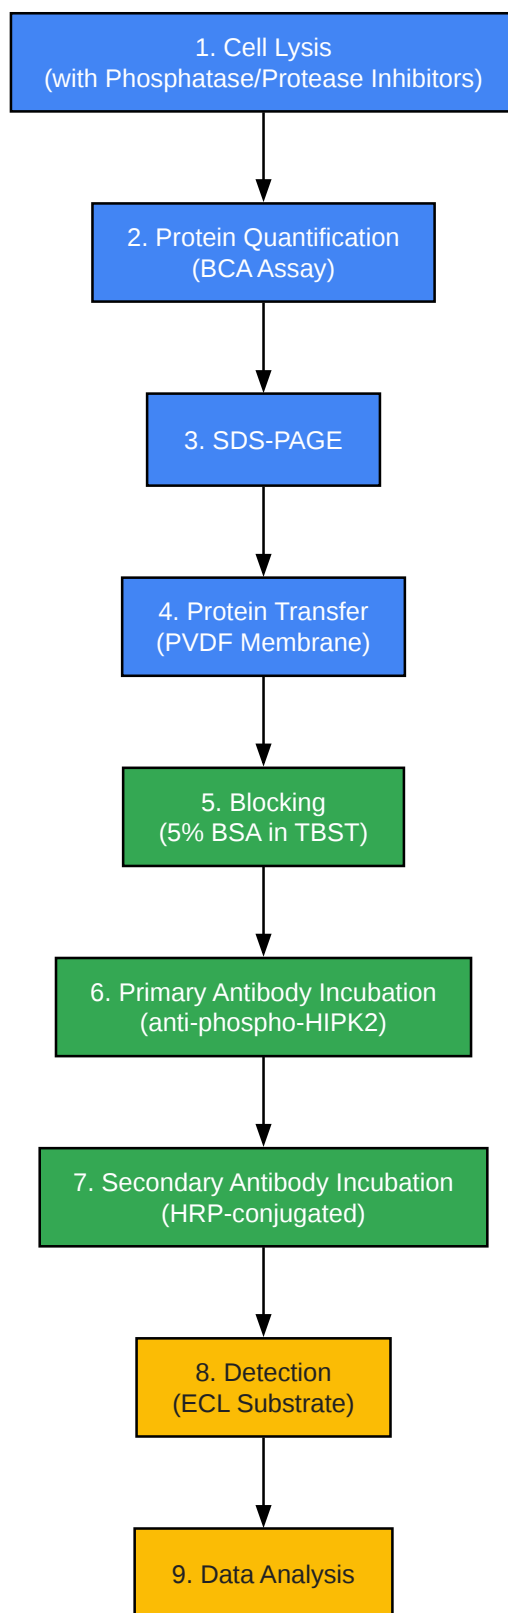 1. Cell Lysis
(with Phosphatase/Protease Inhibitors)
2. Protein Quantification
(BCA Assay)
3. SDS-PAGE
4. Protein Transfer
(PVDF Membrane)
5. Blocking
(5% BSA in TBST)
6. Primary Antibody Incubation
(anti-phospho-HIPK2)
7. Secondary Antibody Incubation
(HRP-conjugated)
8. Detection
(ECL Substrate)
9. Data Analysis